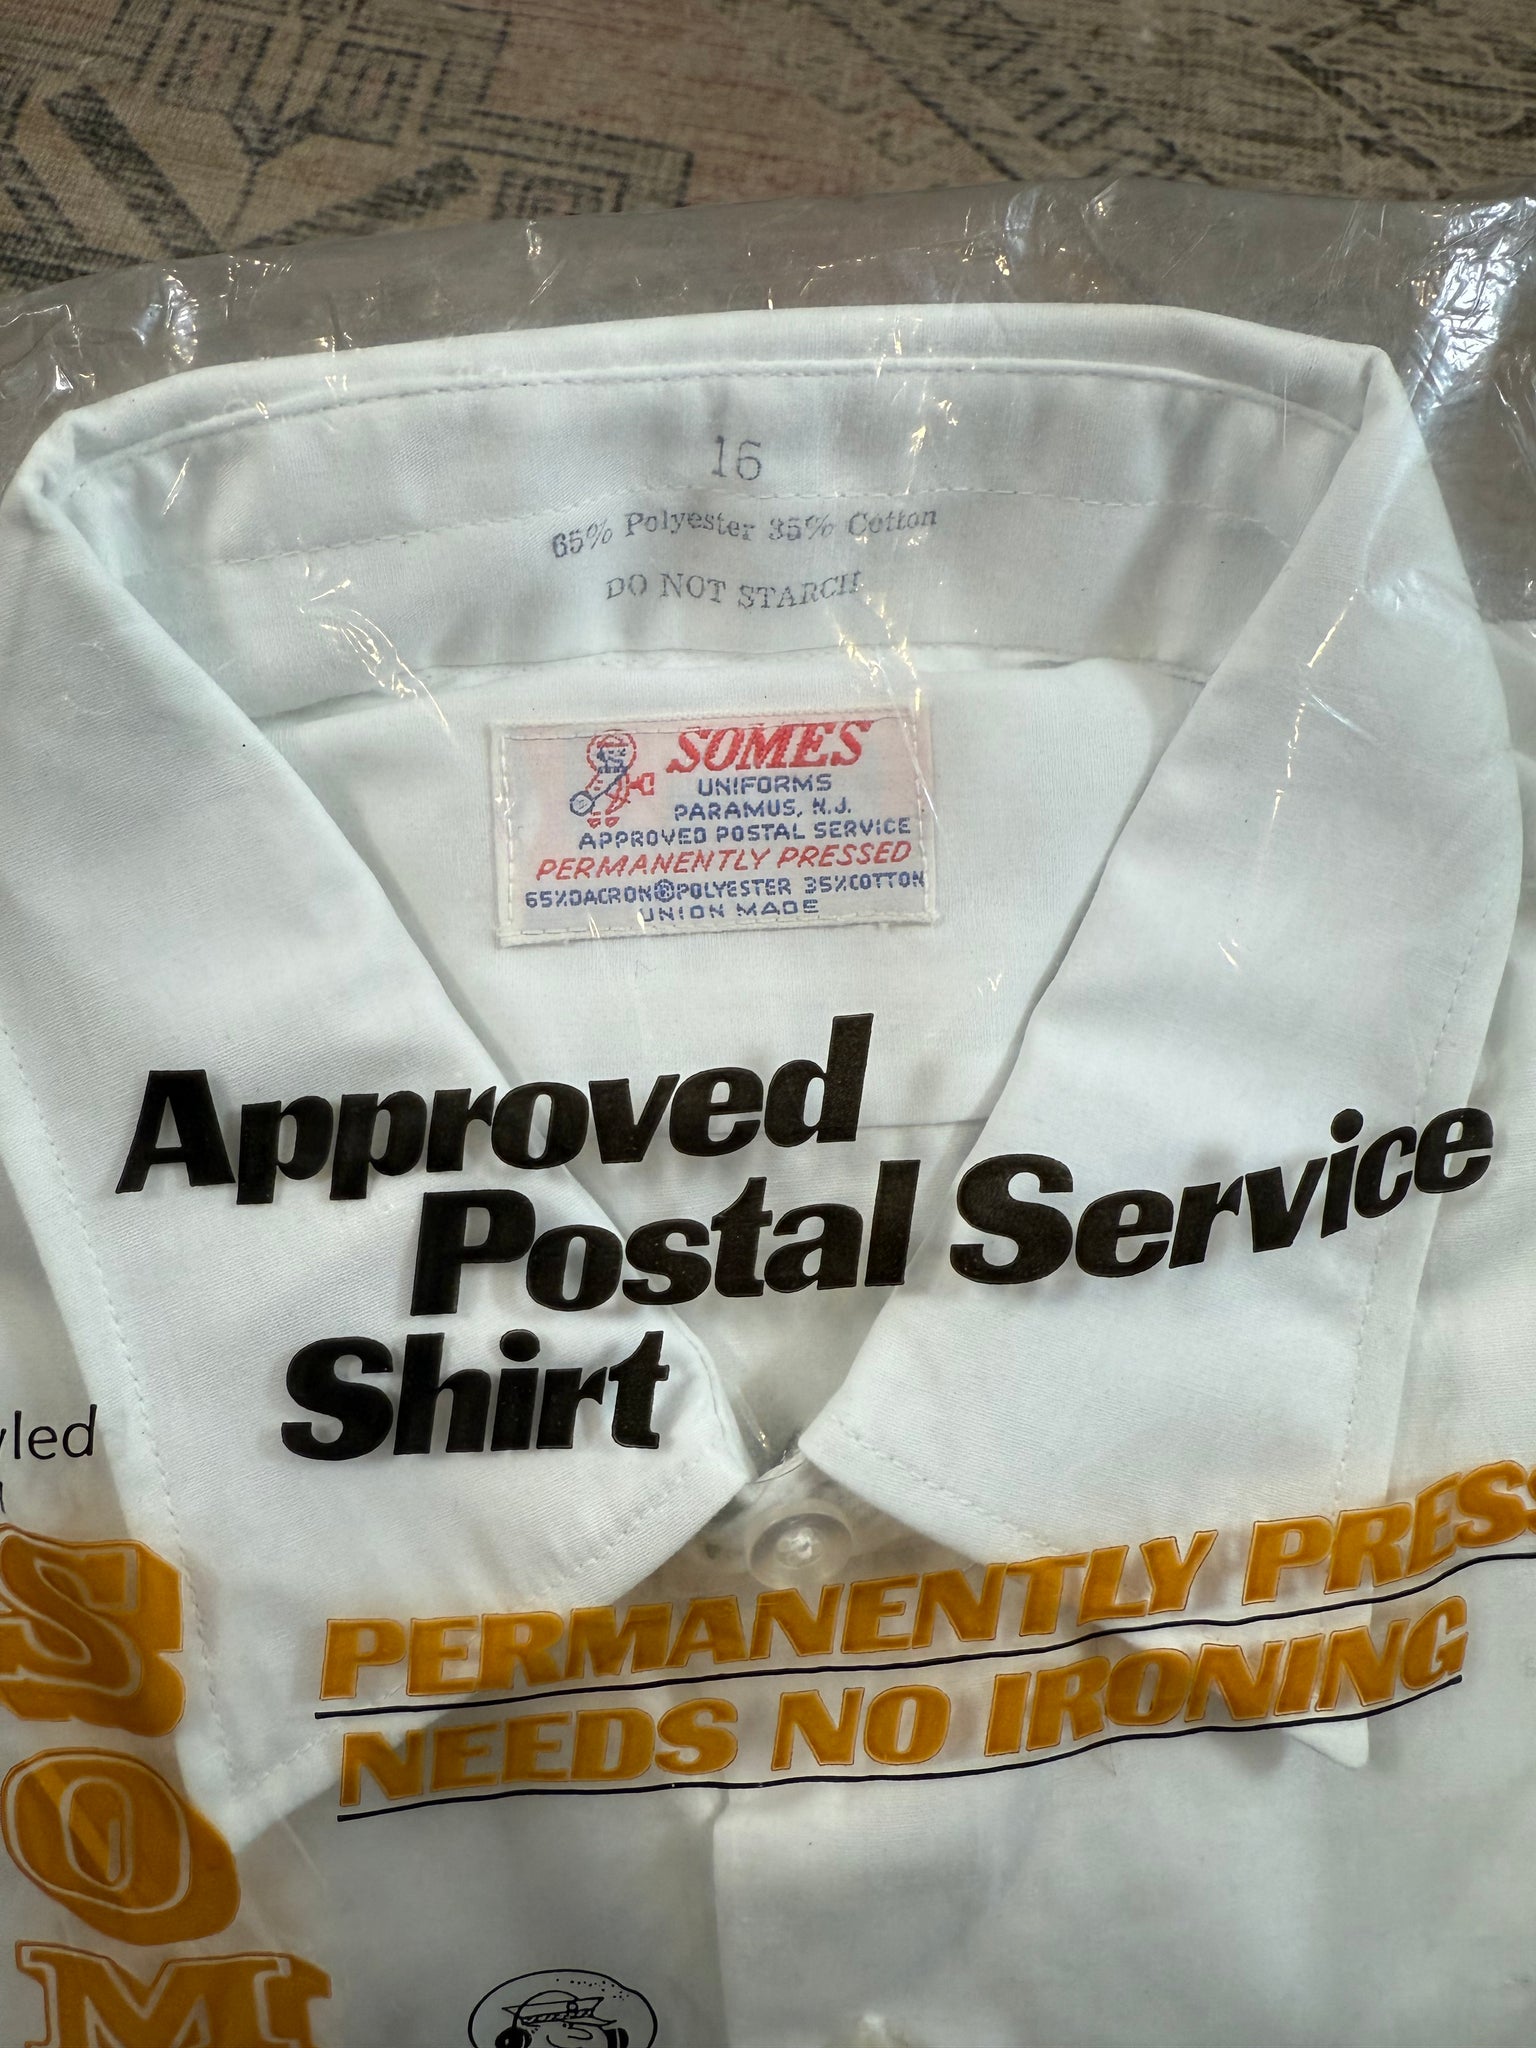 16
65% Polyester 35% Cotton
DO NOT STARCH
SOMES
UNIFORMS
PARAMUS, N.J.
APPROVED POSTAL SERVICE
PERMANENTLY PRESSED
65%DACRON®POLYESTER 35%COTTON
UNION MADE
Approved
Postal Service
Shirt
PERMANENTLY PRESS
NEEDS NO IRONING
SOM